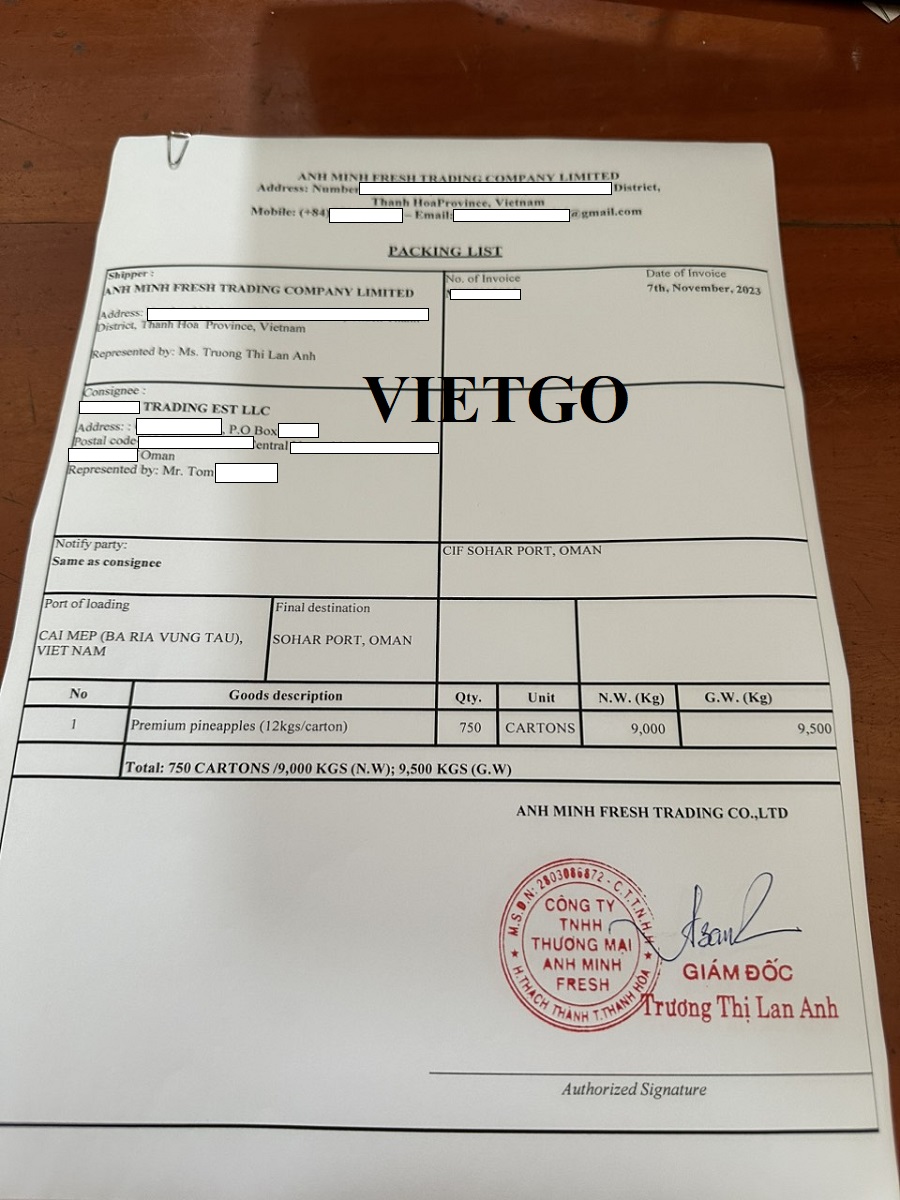 ANH MINH FRESH TRADING COMPANY LIMITED
Address: Number District,
Thanh HoaProvince, Vietnam
Mobile: (+84) – Email: @gmail.com
PACKING LIST
Shipper :
ANH MINH FRESH TRADING COMPANY LIMITED
Address:
District, Thanh Hoa Province, Vietnam
Represented by: Ms. Truong Thi Lan Anh
No. of Invoice
Date of Invoice
7th, November, 2023
VIETGO
Consignee :
TRADING EST LLC
Address: : , P.O Box
Postal code entral
Oman
Represented by: Mr. Tom
Notify party:
Same as consignee
CIF SOHAR PORT, OMAN
Port of loading
CAI MEP (BA RIA VUNG TAU),
VIET NAM
Final destination
SOHAR PORT, OMAN
No Goods description Qty. Unit N.W. (Kg) G.W. (Kg)
1 Premium pineapples (12kgs/carton) 750 CARTONS 9,000 9,500
Total: 750 CARTONS /9,000 KGS (N.W); 9,500 KGS (G.W)
ANH MINH FRESH TRADING CO.,LTD
M.S.D.N: 2803086872 - C.T.T.N.H.H
CÔNG TY
TNHH
THƯƠNG MẠI
ANH MINH
FRESH
H.THẠCH THÀNH T.THANH HÓA
GIÁM ĐỐC
Trương Thị Lan Anh
Authorized Signature